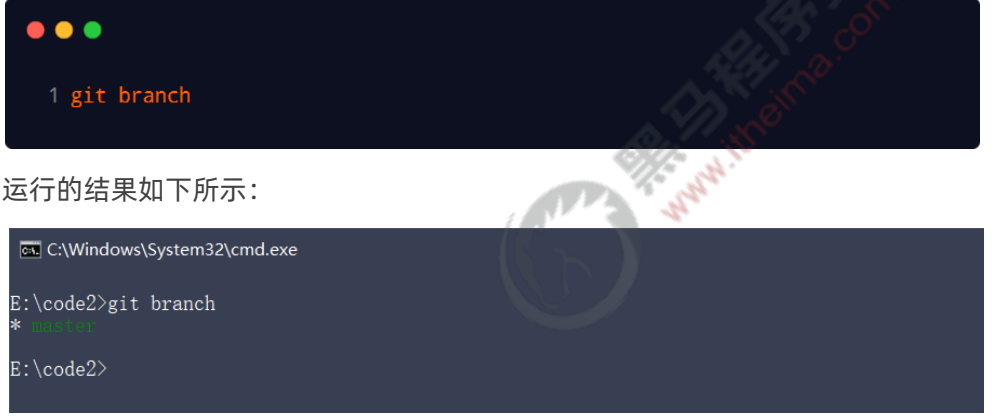 1 git branch
运行的结果如下所示：
C:\Windows\System32\cmd.exe
E:\code2>git branch
* master
E:\code2>
黑马程序
www.itheima.com